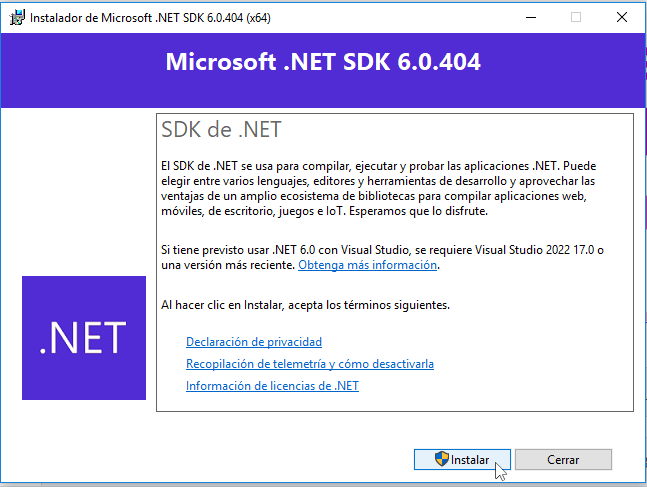 Instalador de Microsoft .NET SDK 6.0.404 (x64)
Microsoft .NET SDK 6.0.404
SDK de .NET
El SDK de .NET se usa para compilar, ejecutar y probar las aplicaciones .NET. Puede
elegir entre varios lenguajes, editores y herramientas de desarrollo y aprovechar las
ventajas de un amplio ecosistema de bibliotecas para compilar aplicaciones web,
móviles, de escritorio, juegos e IoT. Esperamos que lo disfrute.
Si tiene previsto usar .NET 6.0 con Visual Studio, se requiere Visual Studio 2022 17.0 o
una versión más reciente. Obtenga más información.
Al hacer clic en Instalar, acepta los términos siguientes.
.NET
Declaración de privacidad
Recopilación de telemetría y cómo desactivarla
Información de licencias de .NET
Instalar
Cerrar